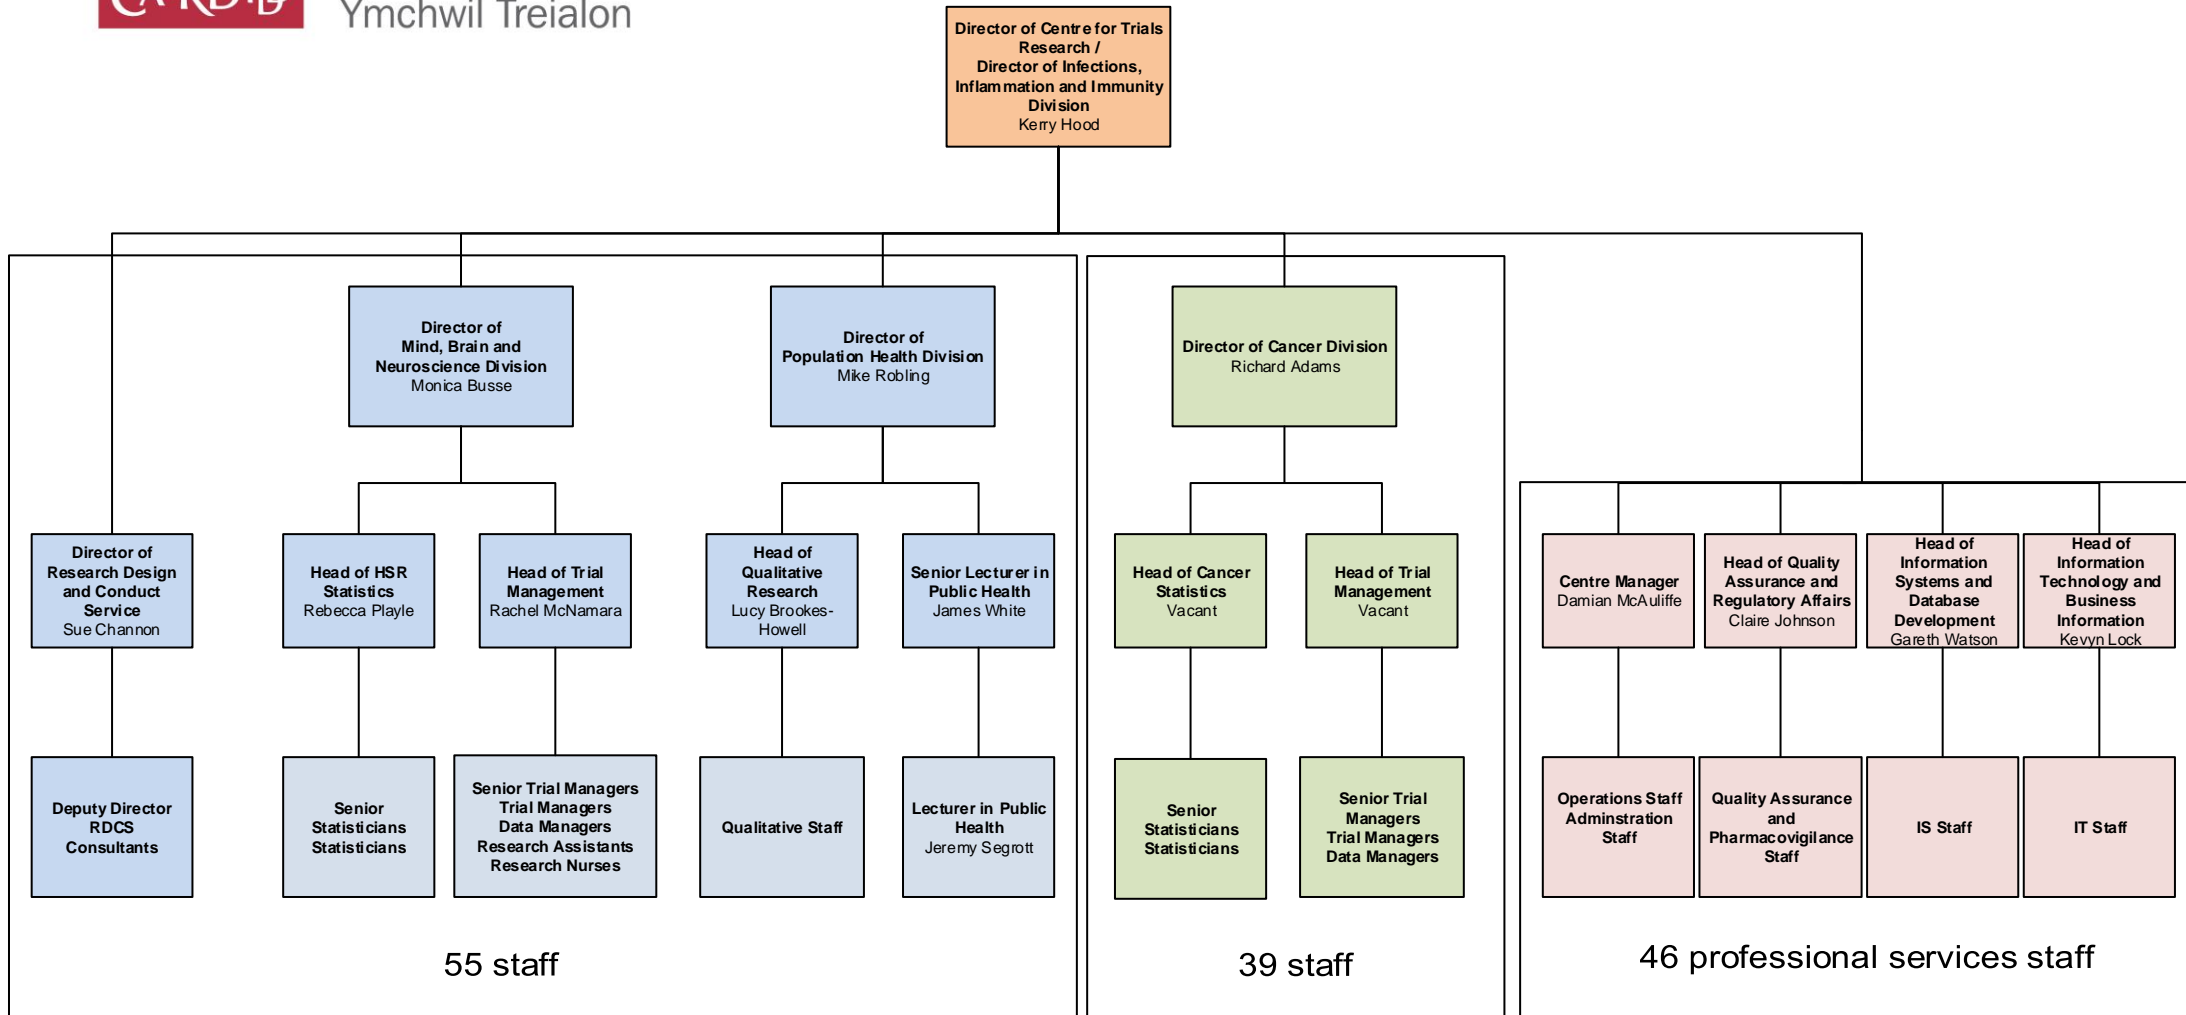 Ymchwil Treialon
Director of Centre for Trials
Research /
Director of Infections,
Inflammation and Immunity
Division
Kerry Hood
Director of
Mind, Brain and
Neuroscience Division
Monica Busse
Director of
Population Health Division
Mike Robling
Director of Cancer Division
Richard Adams
Director of
Research Design
and Conduct
Service
Sue Channon
Head of HSR
Statistics
Rebecca Playle
Head of Trial
Management
Rachel McNamara
Head of
Qualitative
Research
Lucy Brookes-
Howell
Senior Lecturer in
Public Health
James White
Head of Cancer
Statistics
Vacant
Head of Trial
Management
Vacant
Centre Manager
Damian McAuliffe
Head of Quality
Assurance and
Regulatory Affairs
Claire Johnson
Head of
Information
Systems and
Database
Development
Gareth Watson
Head of
Information
Technology and
Business
Information
Kevyn Lock
Deputy Director
RDCS
Consultants
Senior
Statisticians
Statisticians
Senior Trial Managers
Trial Managers
Data Managers
Research Assistants
Research Nurses
Qualitative Staff
Lecturer in Public
Health
Jeremy Segrott
Senior
Statisticians
Statisticians
Senior Trial
Managers
Trial Managers
Data Managers
Operations Staff
Adminstration
Staff
Quality Assurance
and
Pharmacovigilance
Staff
IS Staff
IT Staff
55 staff
39 staff
46 professional services staff